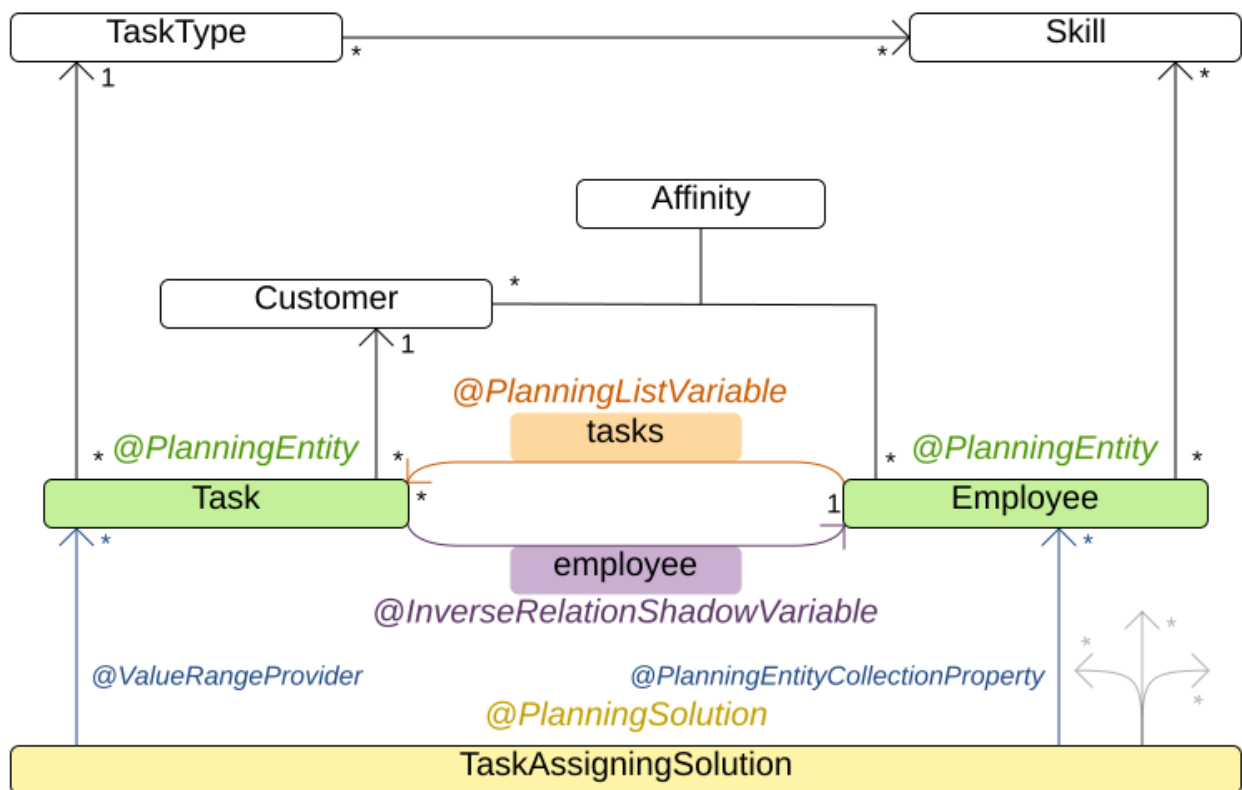 TaskType
Skill
*
*
1
*
Affinity
Customer
*
1
@PlanningListVariable
tasks
* @PlanningEntity *
* @PlanningEntity *
Task
*
1
Employee
*
employee
*
@InverseRelationShadowVariable
*
*
*
@ValueRangeProvider
@PlanningEntityCollectionProperty
@PlanningSolution
TaskAssigningSolution